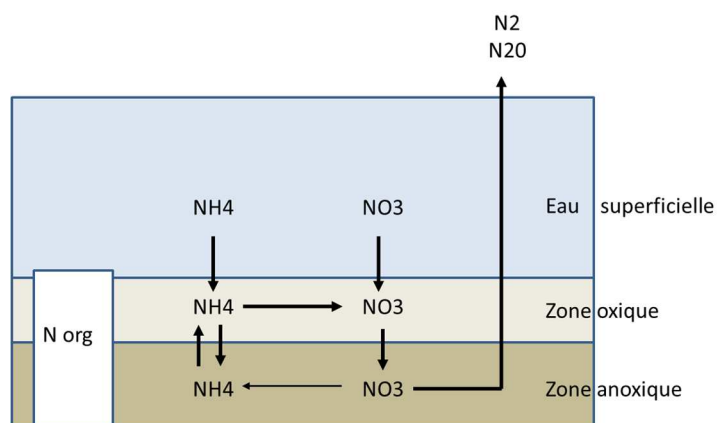 N2
N20
NH4 NO3 Eau superficielle
NH4 NO3 Zone oxique
N org
NH4 NO3 Zone anoxique